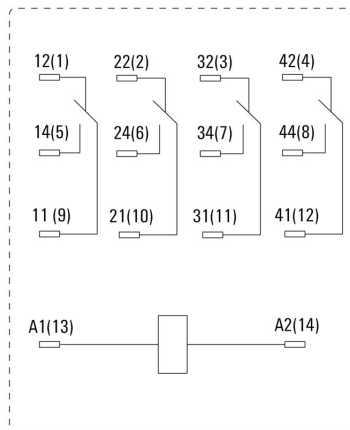 12(1) 22(2) 32(3) 42(4)
14(5) 24(6) 34(7) 44(8)
11 (9) 21(10) 31(11) 41(12)
A1(13) A2(14)